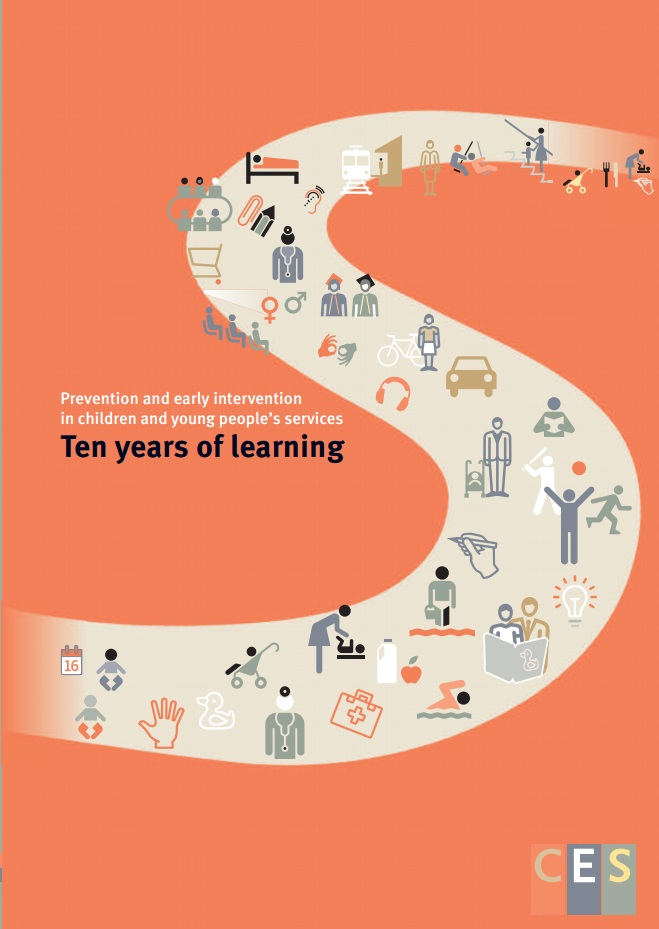 Prevention and early intervention
in children and young people's services
Ten years of learning
16
CES